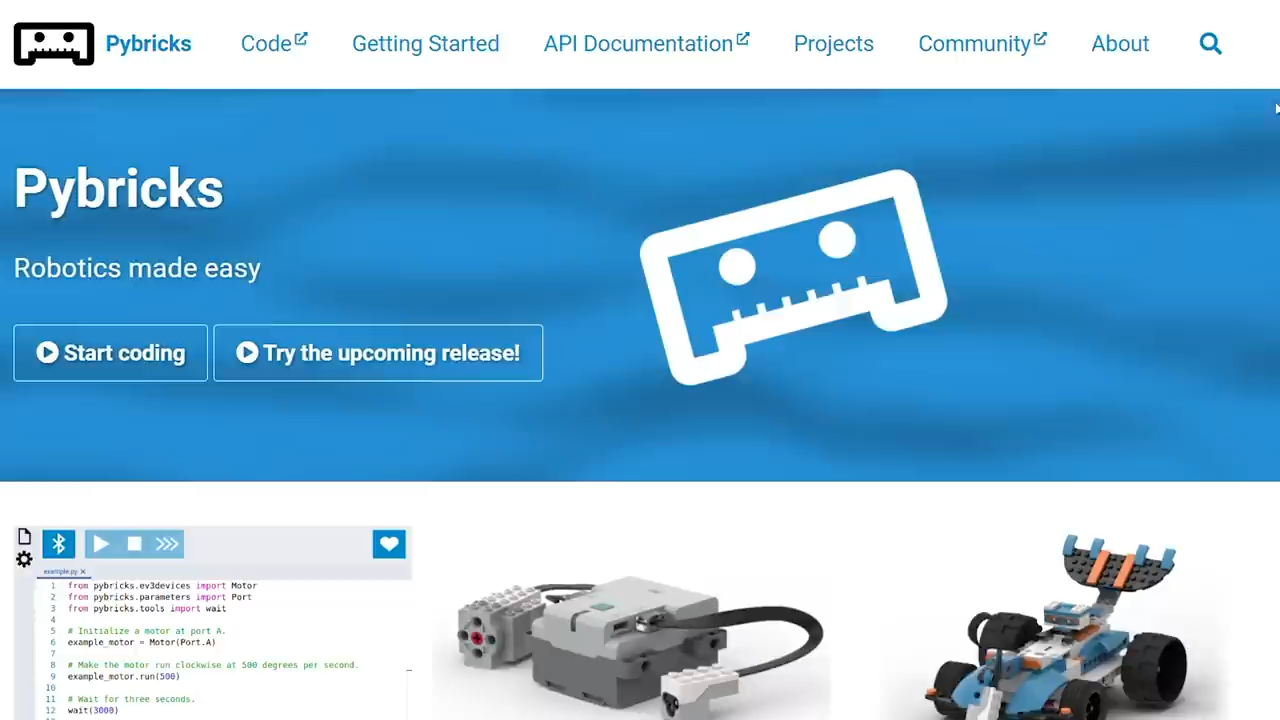 Pybricks Code Getting Started API Documentation Projects Community About
Pybricks
Robotics made easy
Start coding Try the upcoming release!
example.py ×
1 from pybricks.ev3devices import Motor
2 from pybricks.parameters import Port
3 from pybricks.tools import wait
4
5 # Initialize a motor at port A.
6 example_motor = Motor(Port.A)
7
8 # Make the motor run clockwise at 500 degrees per second.
9 example_motor.run(500)
10
11 # Wait for three seconds.
12 wait(3000)